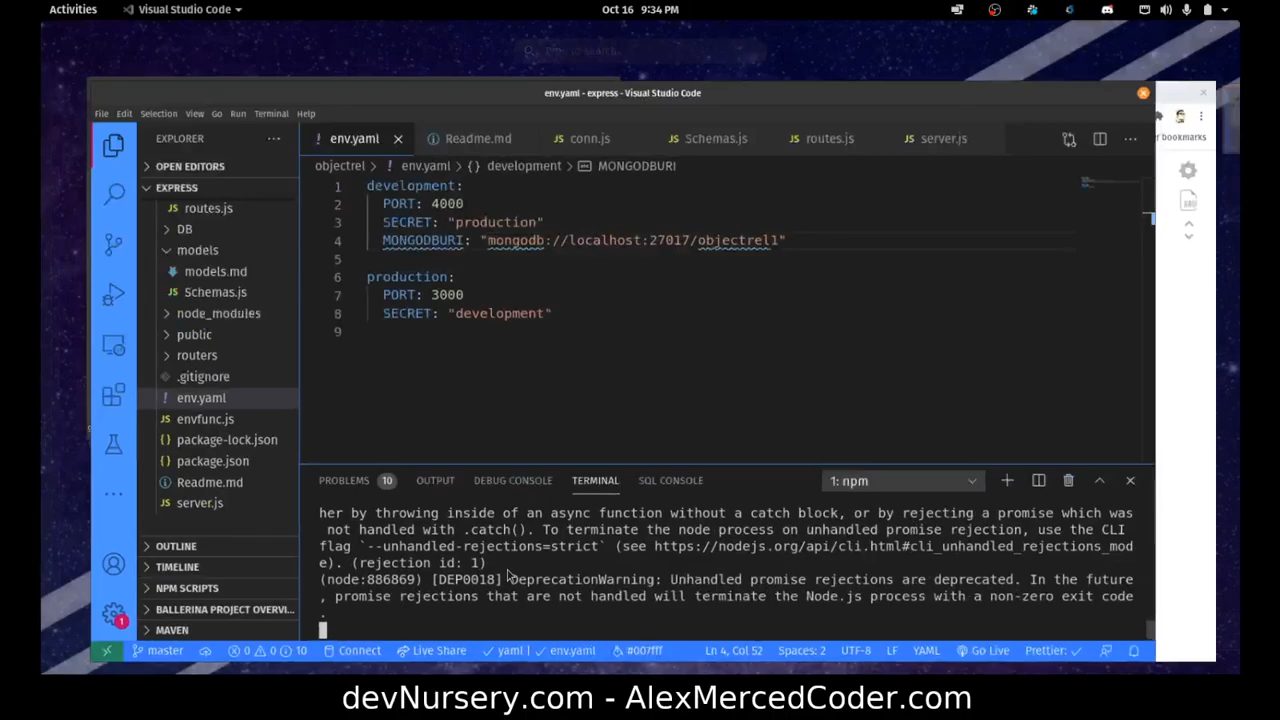 Activities
Visual Studio Code
Oct 16 9:34 PM
env.yaml - express - Visual Studio Code
File Edit Selection View Go Run Terminal Help
er bookmarks
EXPLORER
OPEN EDITORS
EXPRESS
routes.js
DB
models
models.md
Schemas.js
node_modules
public
routers
.gitignore
env.yaml
envfunc.js
package-lock.json
package.json
Readme.md
server.js
OUTLINE
TIMELINE
NPM SCRIPTS
BALLERINA PROJECT OVERVI...
MAVEN
1
env.yaml Readme.md conn.js Schemas.js routes.js server.js
objectrel > env.yaml > {} development > MONGODBURI
1 development:
2 PORT: 4000
3 SECRET: "production"
4 MONGODBURI: "mongodb://localhost:27017/objectrel1"
5
6 production:
7 PORT: 3000
8 SECRET: "development"
9
PROBLEMS 10 OUTPUT DEBUG CONSOLE TERMINAL SQL CONSOLE 1: npm
her by throwing inside of an async function without a catch block, or by rejecting a promise which was
not handled with .catch(). To terminate the node process on unhandled promise rejection, use the CLI
flag `--unhandled-rejections=strict` (see https://nodejs.org/api/cli.html#cli_unhandled_rejections_mod
e). (rejection id: 1)
(node:886869) [DEP0018] DeprecationWarning: Unhandled promise rejections are deprecated. In the future
, promise rejections that are not handled will terminate the Node.js process with a non-zero exit code
.
master 0 0 10 Connect Live Share yaml | env.yaml #007fff Ln 4, Col 52 Spaces: 2 UTF-8 LF YAML Go Live Prettier:
devNursery.com - AlexMercedCoder.com